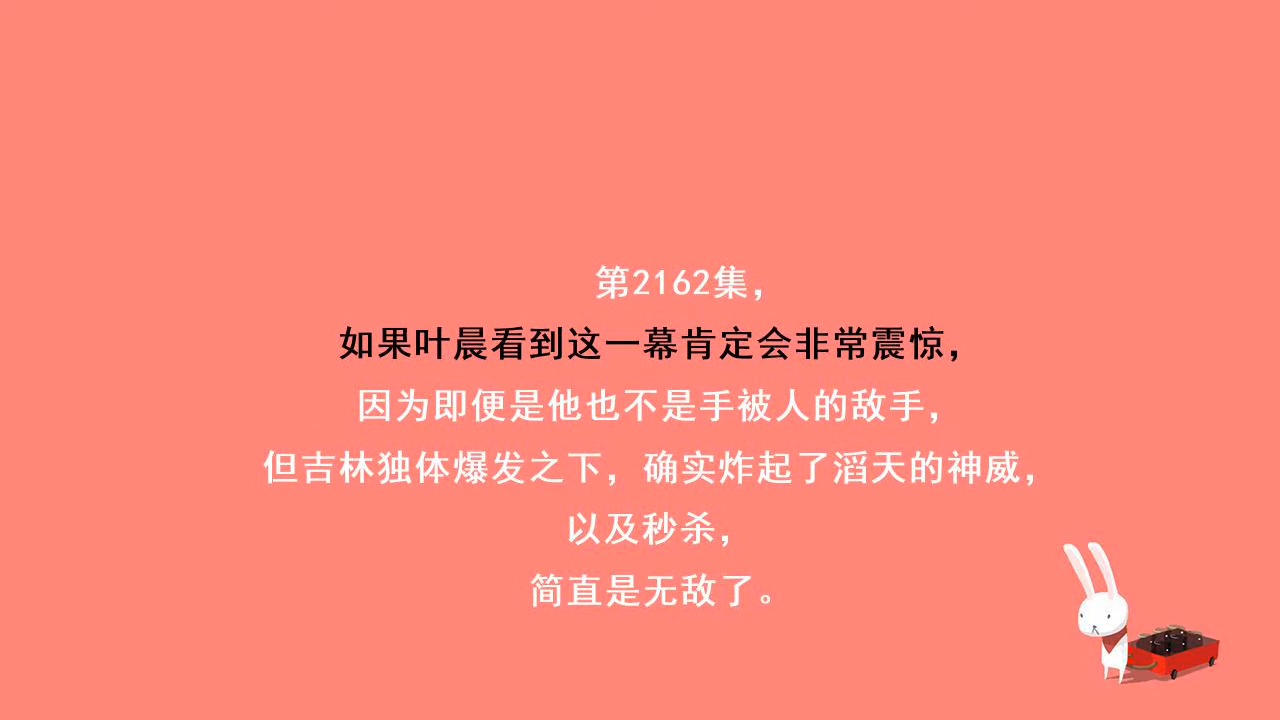 第2162集，
如果叶晨看到这一幕肯定会非常震惊，
因为即便是他也不是手被人的敌手，
但吉林独体爆发之下，确实炸起了滔天的神威，
以及秒杀，
简直是无敌了。